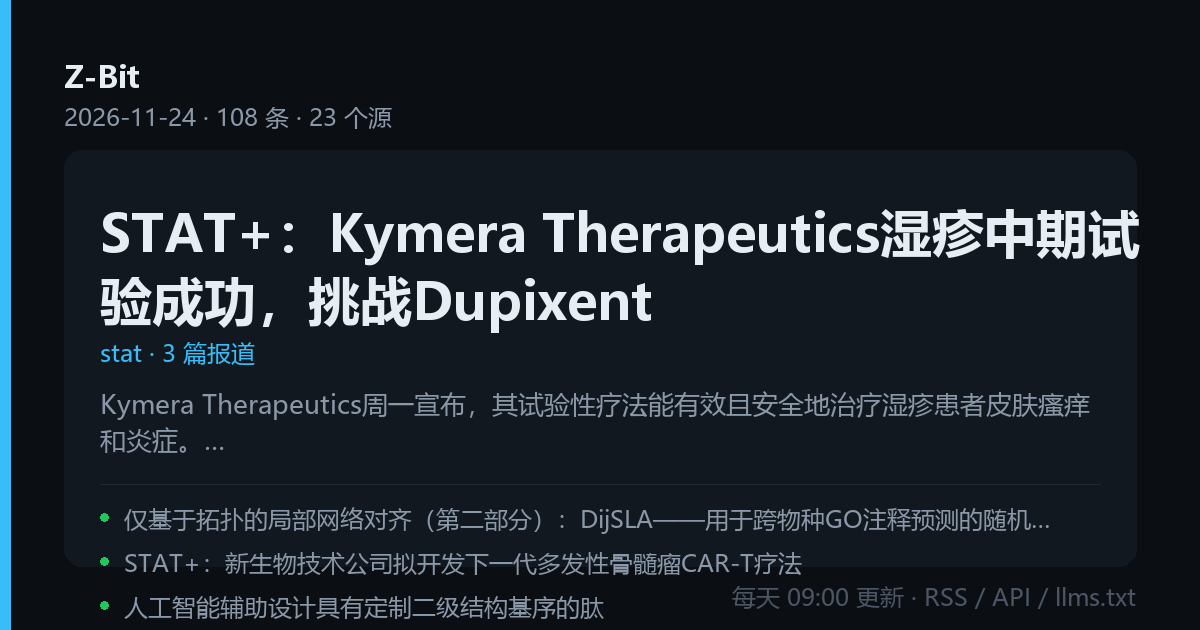 Z-Bit
2026-11-24 · 108 条 · 23 个源
STAT+：Kymera Therapeutics湿疹中期试
验成功，挑战Dupixent
stat · 3 篇报道
Kymera Therapeutics周一宣布，其试验性疗法能有效且安全地治疗湿疹患者皮肤瘙痒
和炎症。…
仅基于拓扑的局部网络对齐（第二部分）：DijSLA——用于跨物种GO注释预测的随机…
STAT+：新生物技术公司拟开发下一代多发性骨髓瘤CAR-T疗法
人工智能辅助设计具有定制二级结构基序的肽
每天 09:00 更新 · RSS / API / llms.txt